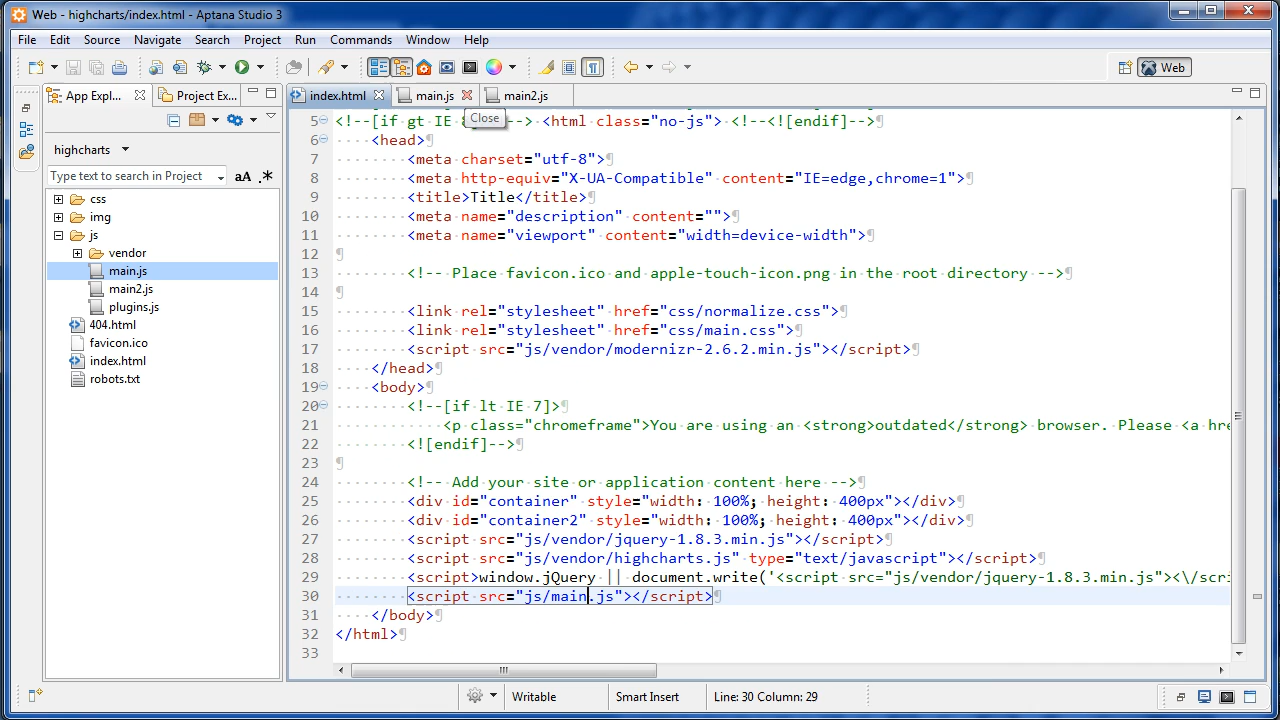 Web - highcharts/index.html - Aptana Studio 3
File Edit Source Navigate Search Project Run Commands Window Help
Web
App Expl... Project Ex... index.html main.js main2.js
Close
highcharts
Type text to search in Project aA .*
css
img
js
vendor
main.js
main2.js
plugins.js
404.html
favicon.ico
index.html
robots.txt
5 <!--[if gt IE --> <html class="no-js"> <!--<![endif]-->¶
6 <head>¶
7 <meta charset="utf-8">¶
8 <meta http-equiv="X-UA-Compatible" content="IE=edge,chrome=1">¶
9 <title>Title</title>¶
10 <meta name="description" content="">¶
11 <meta name="viewport" content="width=device-width">¶
12 ¶
13 <!-- Place favicon.ico and apple-touch-icon.png in the root directory -->¶
14 ¶
15 <link rel="stylesheet" href="css/normalize.css">¶
16 <link rel="stylesheet" href="css/main.css">¶
17 <script src="js/vendor/modernizr-2.6.2.min.js"></script>¶
18 </head>¶
19 <body>¶
20 <!--[if lt IE 7]>¶
21 <p class="chromeframe">You are using an <strong>outdated</strong> browser. Please <a hre
22 <![endif]-->¶
23 ¶
24 <!-- Add your site or application content here -->¶
25 <div id="container" style="width: 100%; height: 400px"></div>¶
26 <div id="container2" style="width: 100%; height: 400px"></div>¶
27 <script src="js/vendor/jquery-1.8.3.min.js"></script>¶
28 <script src="js/vendor/highcharts.js" type="text/javascript"></script>¶
29 <script>window.jQuery || document.write('<script src="js/vendor/jquery-1.8.3.min.js"><\/scri
30 <script src="js/main.js"></script>¶
31 </body>¶
32 </html>¶
33
Writable Smart Insert Line: 30 Column: 29